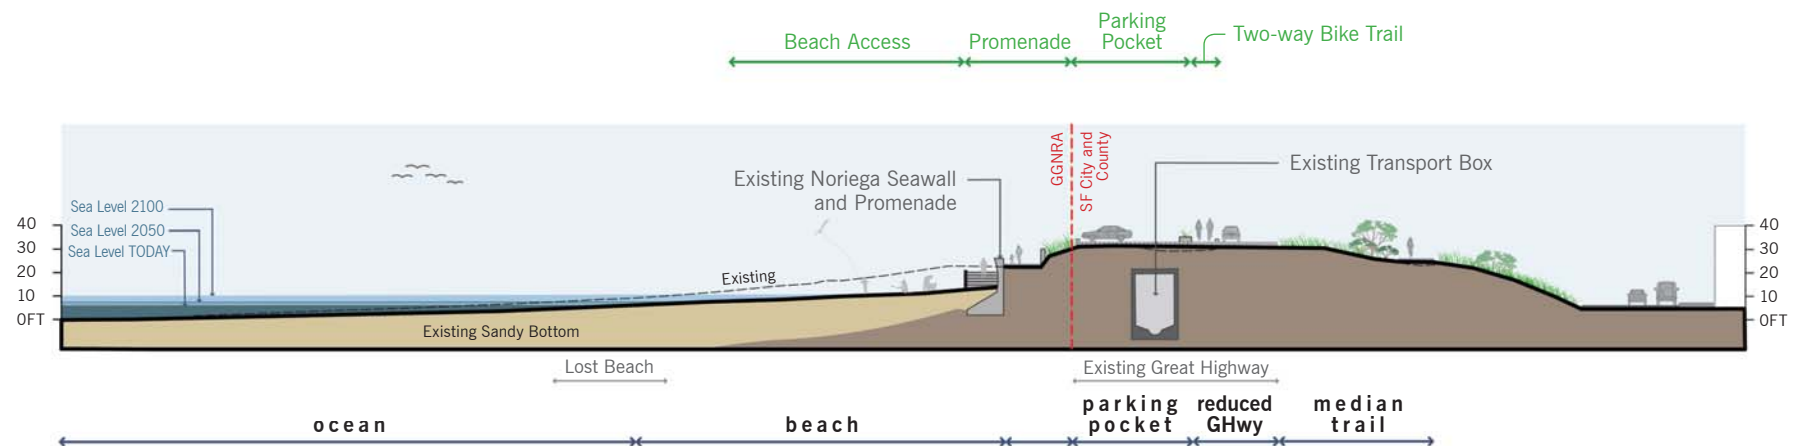 Beach Access
Promenade
Parking
Pocket
Two-way Bike Trail
GGNRA
SF City and
County
Existing Noriega Seawall
and Promenade
Existing Transport Box
Sea Level 2100
Sea Level 2050
Sea Level TODAY
40
30
20
10
0FT
40
30
20
10
0FT
Existing
Existing Sandy Bottom
Lost Beach
Existing Great Highway
ocean
beach
parking
pocket
reduced
GHwy
median
trail